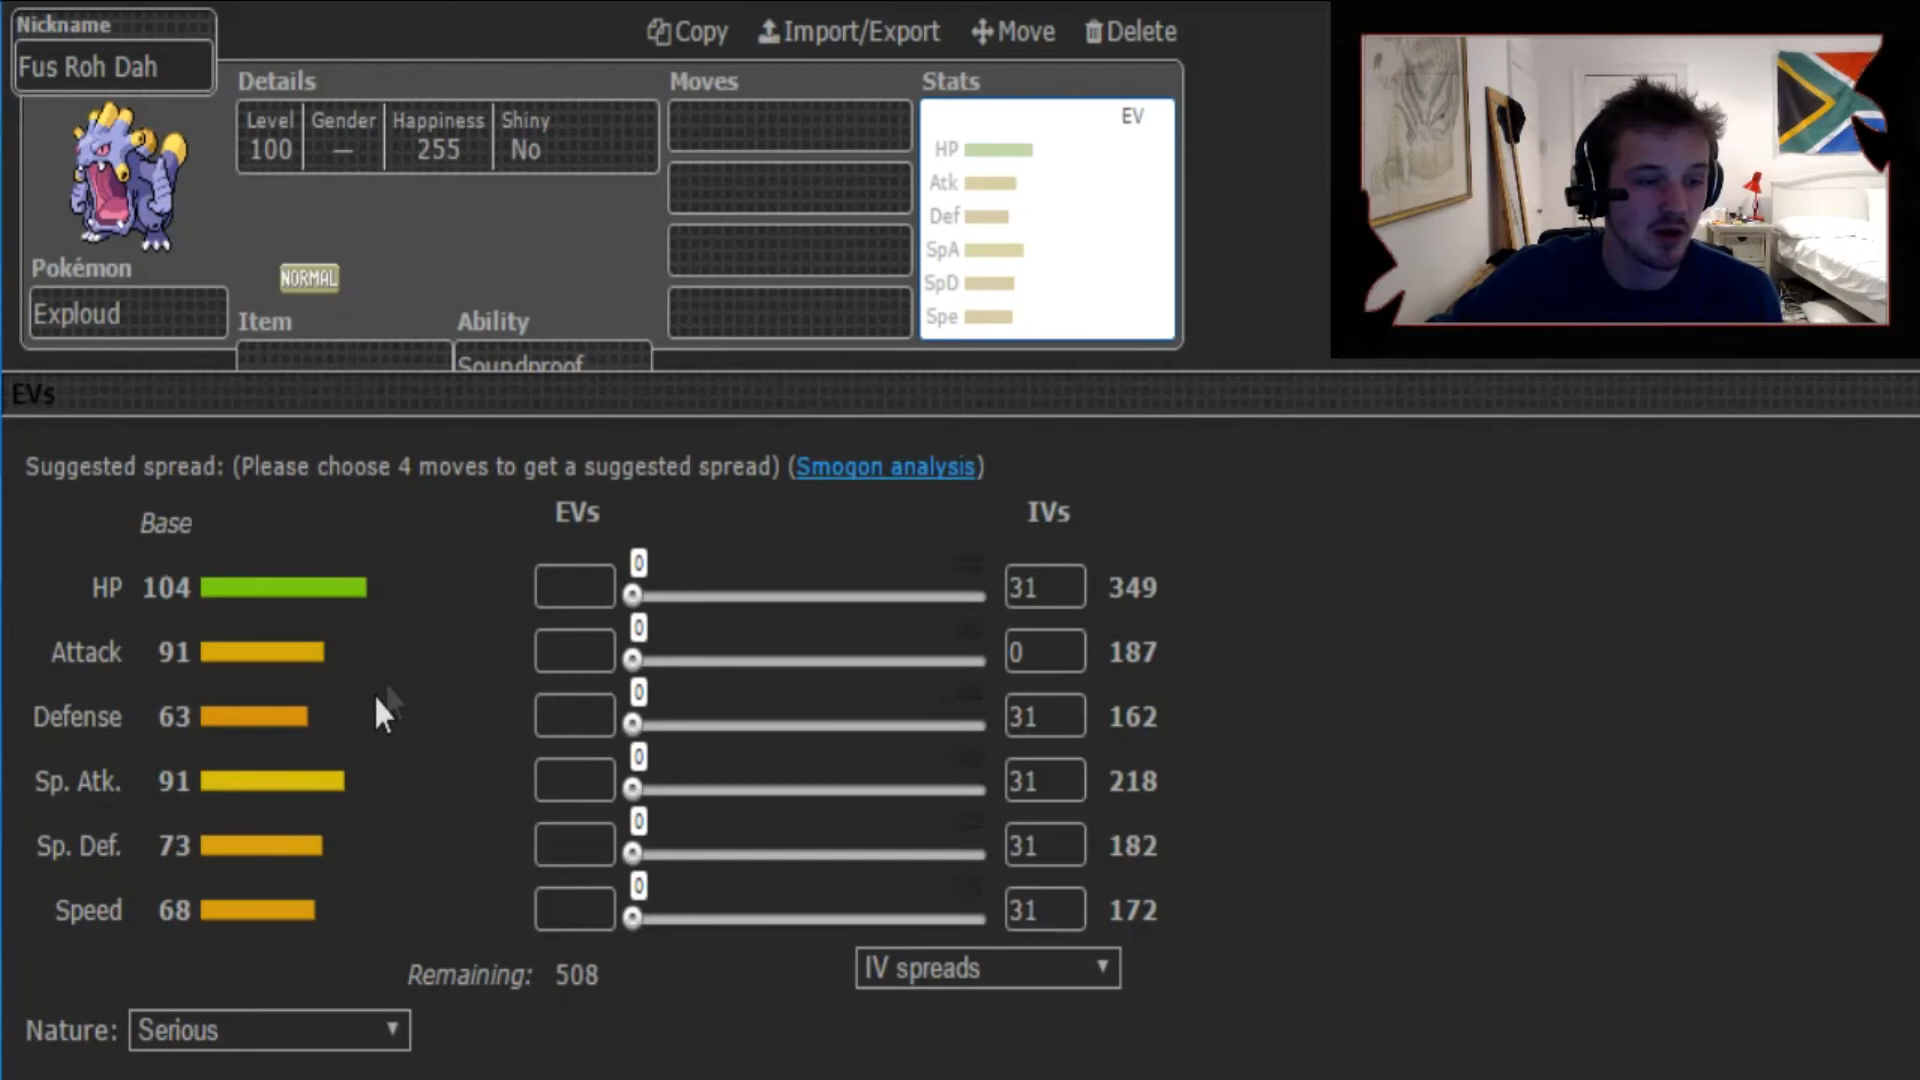 Nickname
Fus Roh Dah
Copy Import/Export Move Delete
Details Moves Stats
Level Gender Happiness Shiny
100 — 255 No
EV
HP
Atk
Def
SpA
SpD
Spe
NORMAL
Pokémon
Exploud
Item Ability
Soundproof
EVs
Suggested spread: (Please choose 4 moves to get a suggested spread) (Smogon analysis)
Base EVs IVs
HP 104 0 31 349
Attack 91 0 0 187
Defense 63 0 31 162
Sp. Atk. 91 0 31 218
Sp. Def. 73 0 31 182
Speed 68 0 31 172
Remaining: 508 IV spreads
Nature: Serious